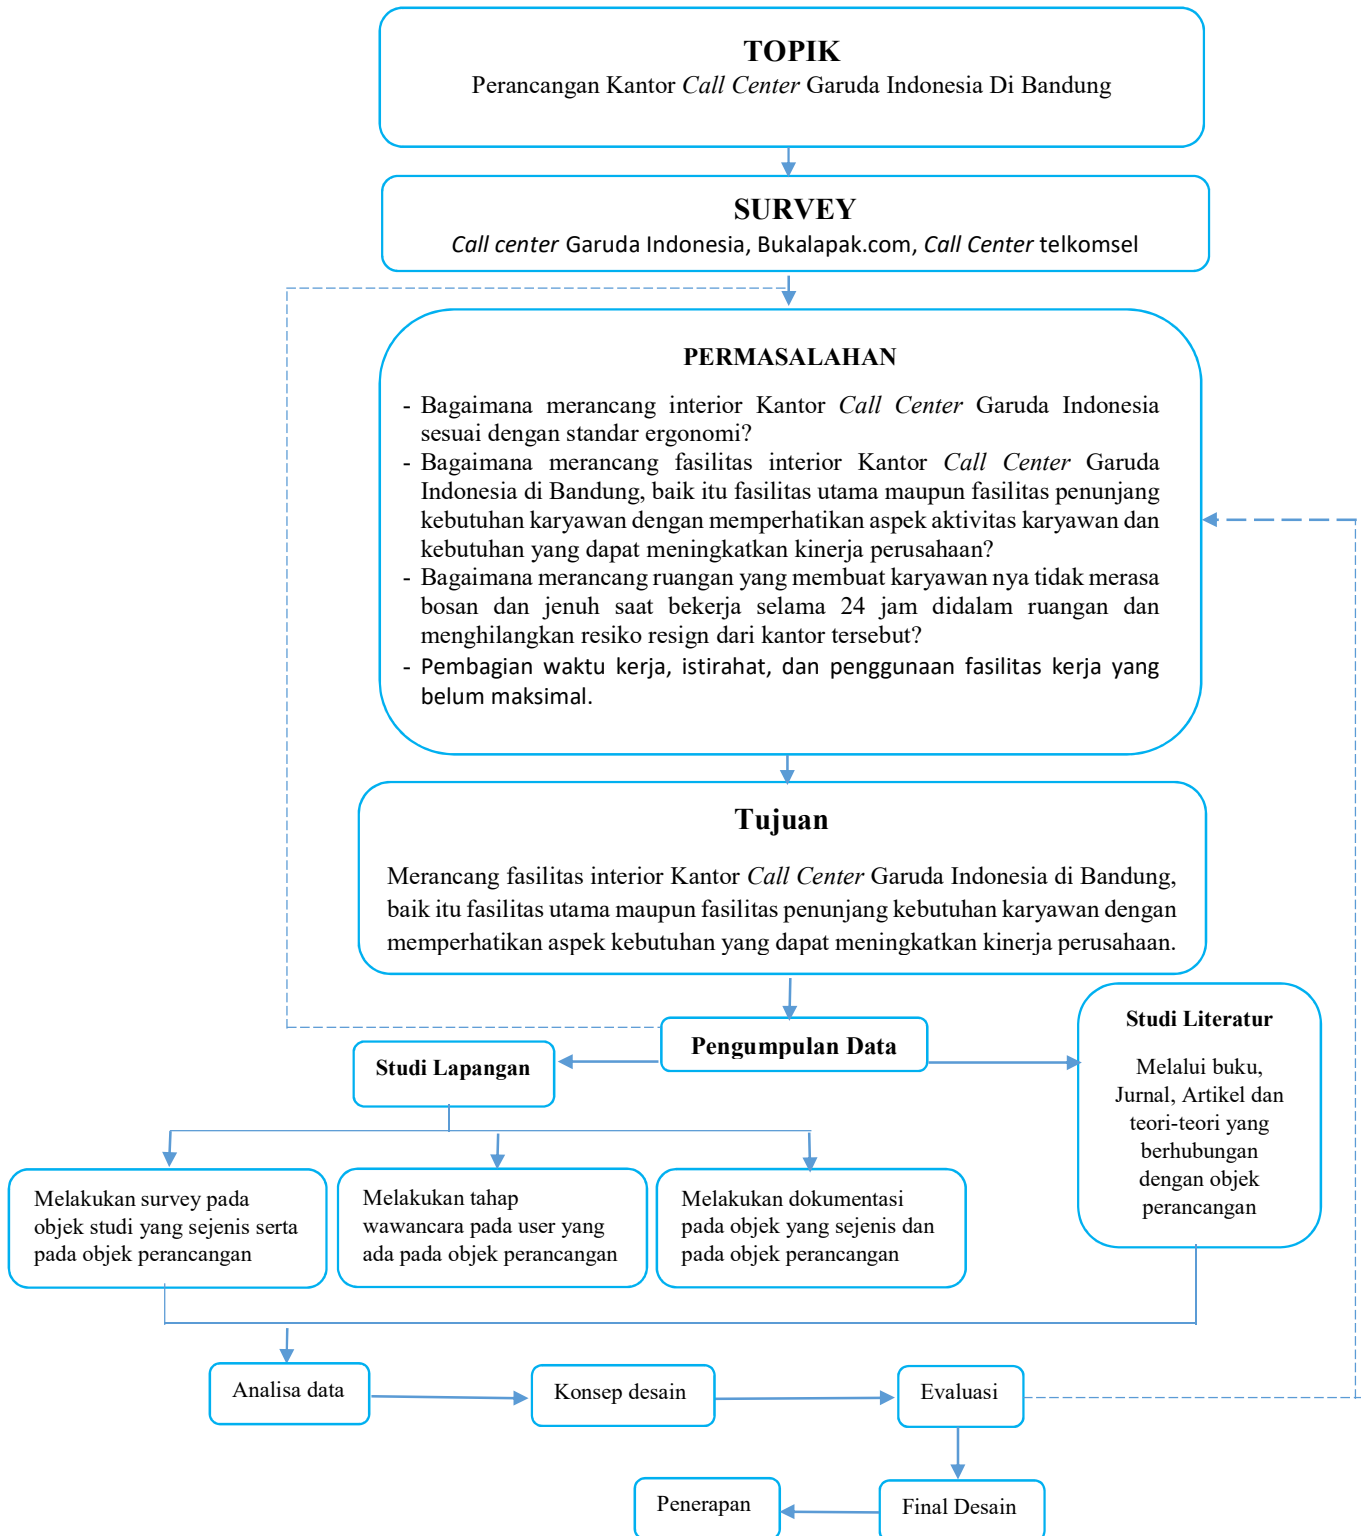 TOPIK
Perancangan Kantor Call Center Garuda Indonesia Di Bandung
SURVEY
Call center Garuda Indonesia, Bukalapak.com, Call Center telkomsel
PERMASALAHAN
- Bagaimana merancang interior Kantor Call Center Garuda Indonesia
sesuai dengan standar ergonomi?
- Bagaimana merancang fasilitas interior Kantor Call Center Garuda
Indonesia di Bandung, baik itu fasilitas utama maupun fasilitas penunjang
kebutuhan karyawan dengan memperhatikan aspek aktivitas karyawan dan
kebutuhan yang dapat meningkatkan kinerja perusahaan?
- Bagaimana merancang ruangan yang membuat karyawan nya tidak merasa
bosan dan jenuh saat bekerja selama 24 jam didalam ruangan dan
menghilangkan resiko resign dari kantor tersebut?
- Pembagian waktu kerja, istirahat, dan penggunaan fasilitas kerja yang
belum maksimal.
Tujuan
Merancang fasilitas interior Kantor Call Center Garuda Indonesia di Bandung,
baik itu fasilitas utama maupun fasilitas penunjang kebutuhan karyawan dengan
memperhatikan aspek kebutuhan yang dapat meningkatkan kinerja perusahaan.
Pengumpulan Data
Studi Lapangan
Studi Literatur
Melalui buku,
Jurnal, Artikel dan
teori-teori yang
berhubungan
dengan objek
perancangan
Melakukan survey pada
objek studi yang sejenis serta
pada objek perancangan
Melakukan tahap
wawancara pada user yang
ada pada objek perancangan
Melakukan dokumentasi
pada objek yang sejenis dan
pada objek perancangan
Analisa data
Konsep desain
Evaluasi
Penerapan
Final Desain